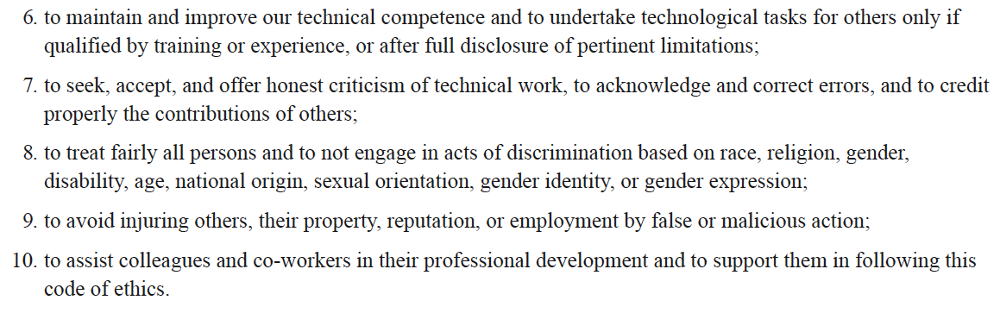 6. to maintain and improve our technical competence and to undertake technological tasks for others only if
qualified by training or experience, or after full disclosure of pertinent limitations;
7. to seek, accept, and offer honest criticism of technical work, to acknowledge and correct errors, and to credit
properly the contributions of others;
8. to treat fairly all persons and to not engage in acts of discrimination based on race, religion, gender,
disability, age, national origin, sexual orientation, gender identity, or gender expression;
9. to avoid injuring others, their property, reputation, or employment by false or malicious action;
10. to assist colleagues and co-workers in their professional development and to support them in following this
code of ethics.